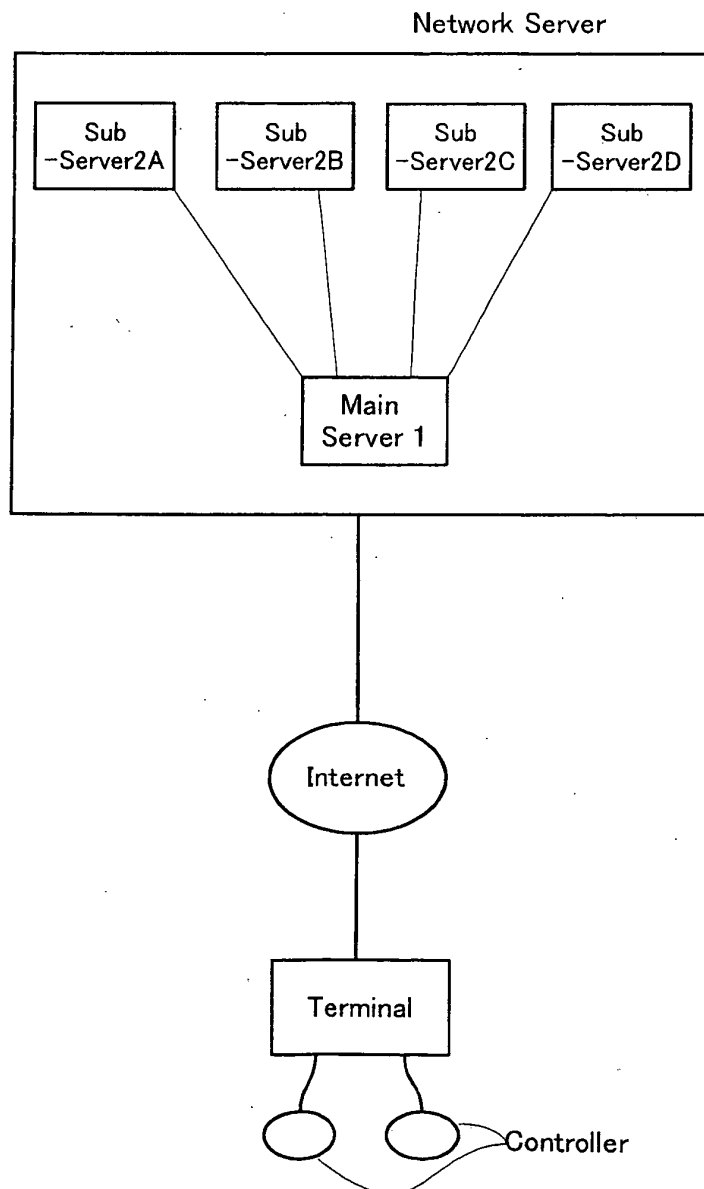 Network Server
Sub
-Server2A
Sub
-Server2B
Sub
-Server2C
Sub
-Server2D
Main
Server 1
Internet
Terminal
Controller